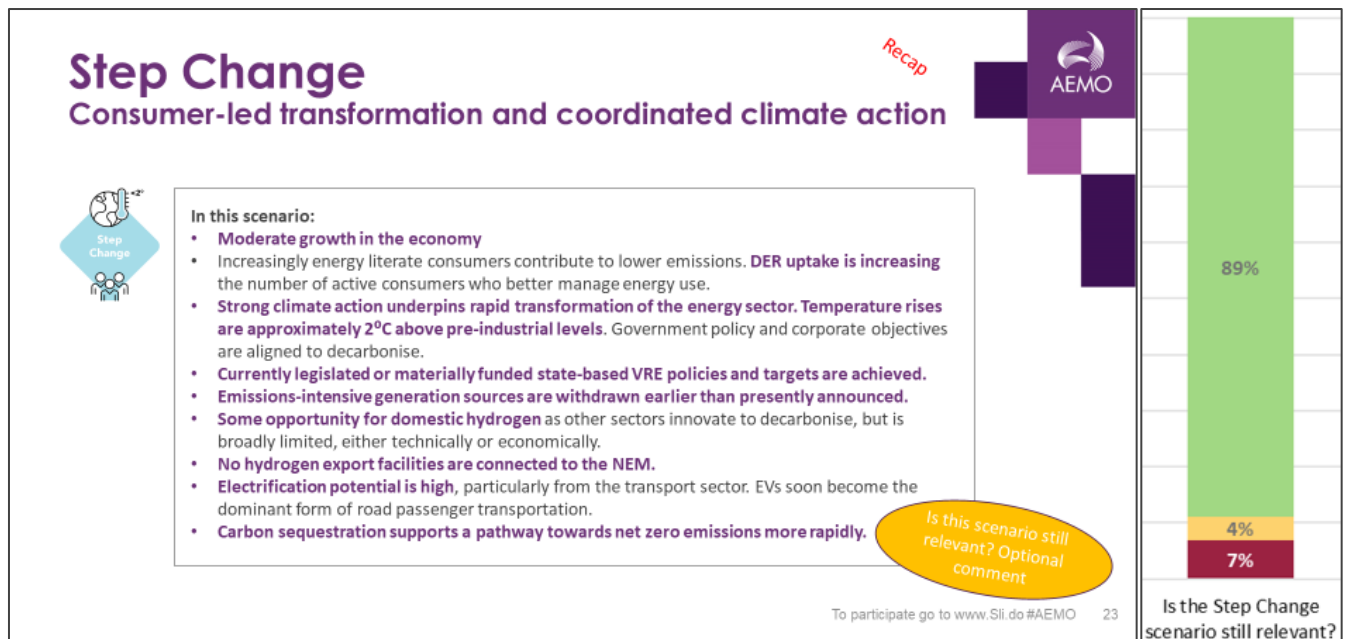 Step Change
Consumer-led transformation and coordinated climate action
Recap
AEMO
<2°
Step
Change
In this scenario:
• Moderate growth in the economy
• Increasingly energy literate consumers contribute to lower emissions. DER uptake is increasing
the number of active consumers who better manage energy use.
• Strong climate action underpins rapid transformation of the energy sector. Temperature rises
are approximately 2⁰C above pre-industrial levels. Government policy and corporate objectives
are aligned to decarbonise.
• Currently legislated or materially funded state-based VRE policies and targets are achieved.
• Emissions-intensive generation sources are withdrawn earlier than presently announced.
• Some opportunity for domestic hydrogen as other sectors innovate to decarbonise, but is
broadly limited, either technically or economically.
• No hydrogen export facilities are connected to the NEM.
• Electrification potential is high, particularly from the transport sector. EVs soon become the
dominant form of road passenger transportation.
• Carbon sequestration supports a pathway towards net zero emissions more rapidly.
Is this scenario still
relevant? Optional
comment
To participate go to www.Sli.do #AEMO 23
89%
4%
7%
Is the Step Change
scenario still relevant?